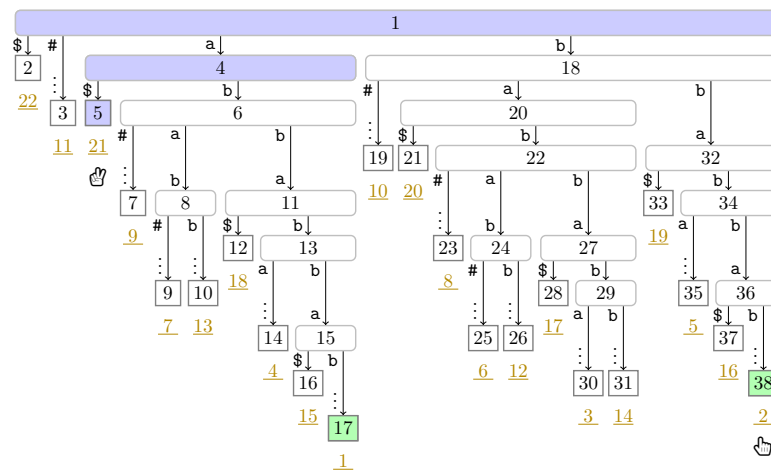 1
$ # a b
2 4 18
22 ⋮ $ b # a b
3 5 6 20 a
11 21 # a b ⋮ $ b
⋮ b a 19 21 22 32
10 20 # a b $ b
7 8 11 33 34
9 # b $ b ⋮ b a 19 a b
12 13 23 24 27
⋮ ⋮ 18 a b 8 # b $ b ⋮ a
9 10 28 29 35 36
7 13 ⋮ a ⋮ ⋮ 17 a b 5 $ b
14 15 25 26 37
4 $ b 6 12 ⋮ ⋮ 16 ⋮
16 30 31 38
15 ⋮ 3 14 2
17
1